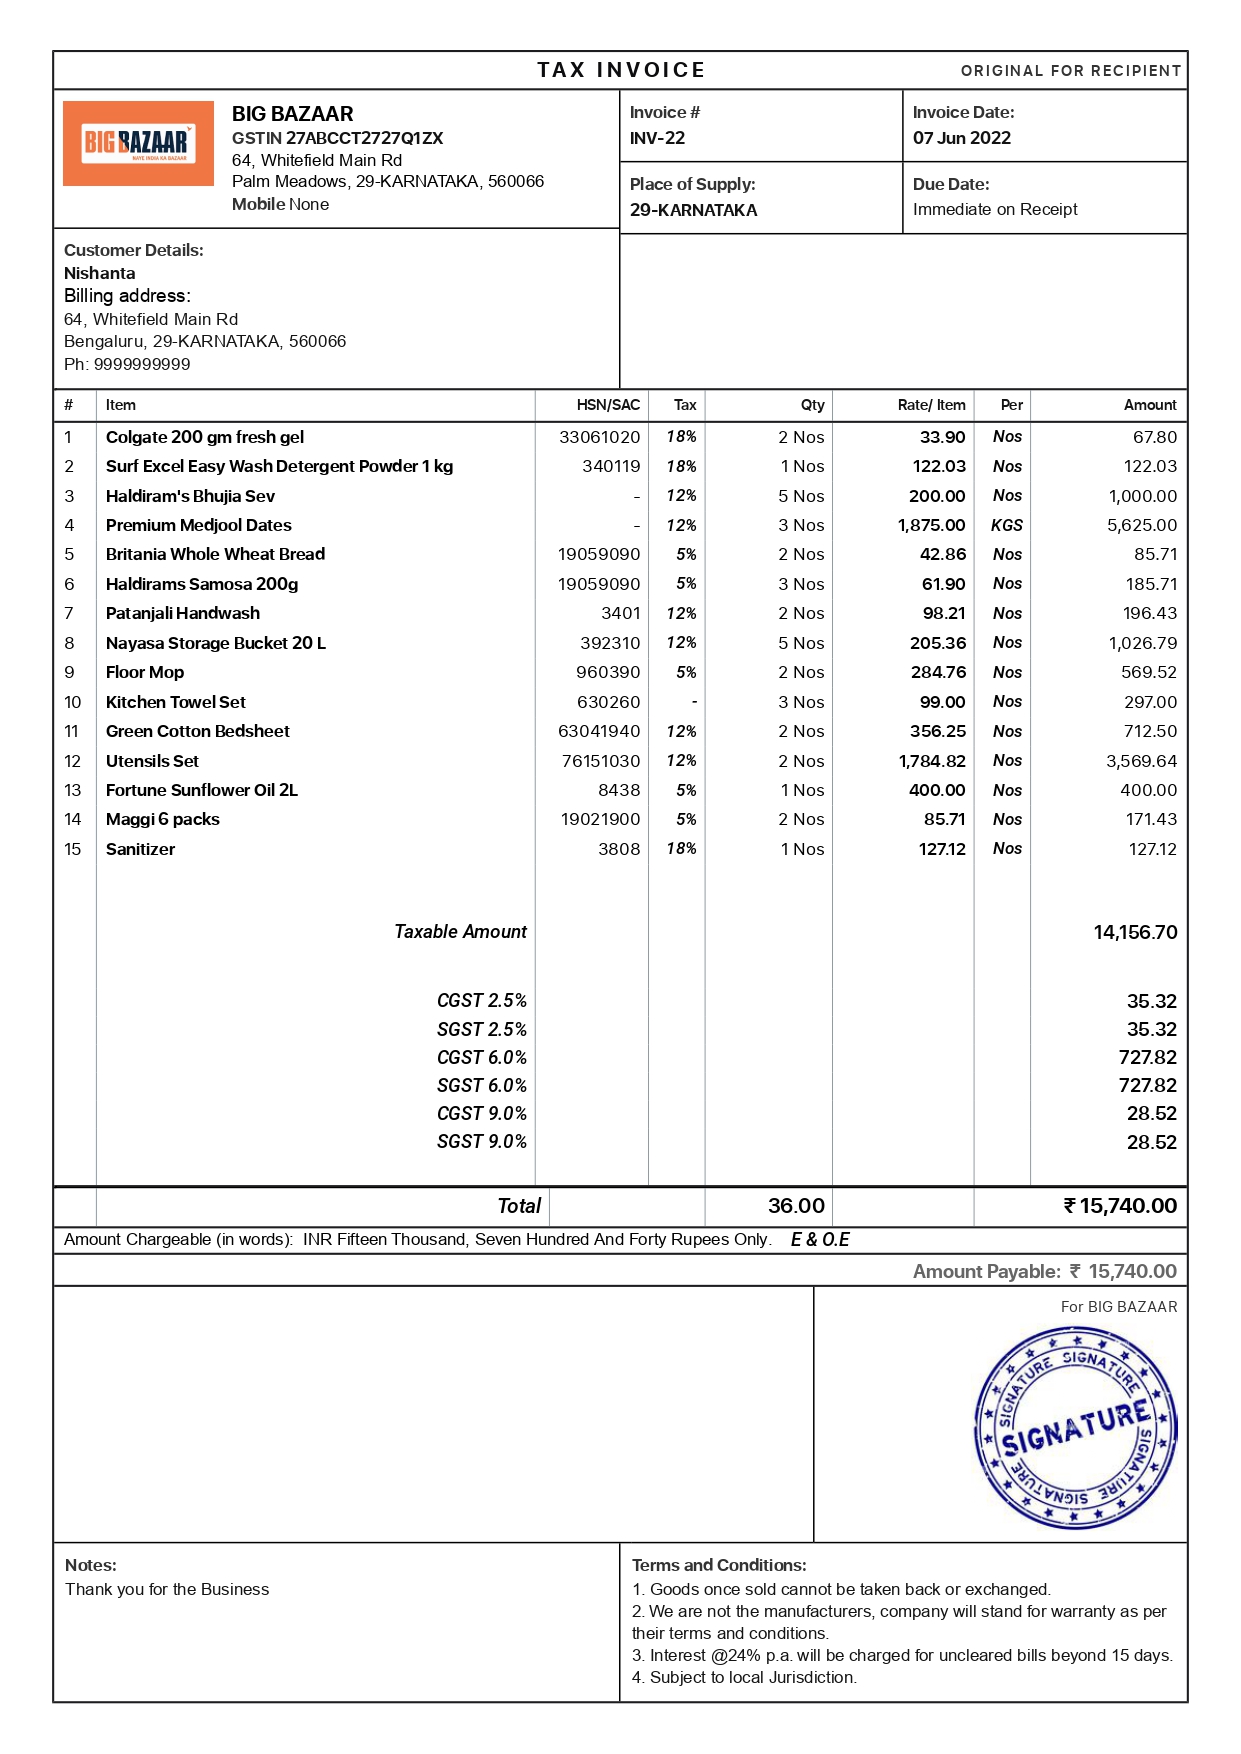 TAX INVOICE
ORIGINAL FOR RECIPIENT
BIG BAZAAR
NAYE INDIA KA BAZAAR
BIG BAZAAR
GSTIN 27ABCCT2727Q1ZX
64, Whitefield Main Rd
Palm Meadows, 29-KARNATAKA, 560066
Mobile None
Invoice #
INV-22
Invoice Date:
07 Jun 2022
Place of Supply:
29-KARNATAKA
Due Date:
Immediate on Receipt
Customer Details:
Nishanta
Billing address:
64, Whitefield Main Rd
Bengaluru, 29-KARNATAKA, 560066
Ph: 9999999999
# Item HSN/SAC Tax Qty Rate/ Item Per Amount
1 Colgate 200 gm fresh gel 33061020 18% 2 Nos 33.90 Nos 67.80
2 Surf Excel Easy Wash Detergent Powder 1 kg 340119 18% 1 Nos 122.03 Nos 122.03
3 Haldiram's Bhujia Sev - 12% 5 Nos 200.00 Nos 1,000.00
4 Premium Medjool Dates - 12% 3 Nos 1,875.00 KGS 5,625.00
5 Britania Whole Wheat Bread 19059090 5% 2 Nos 42.86 Nos 85.71
6 Haldirams Samosa 200g 19059090 5% 3 Nos 61.90 Nos 185.71
7 Patanjali Handwash 3401 12% 2 Nos 98.21 Nos 196.43
8 Nayasa Storage Bucket 20 L 392310 12% 5 Nos 205.36 Nos 1,026.79
9 Floor Mop 960390 5% 2 Nos 284.76 Nos 569.52
10 Kitchen Towel Set 630260 - 3 Nos 99.00 Nos 297.00
11 Green Cotton Bedsheet 63041940 12% 2 Nos 356.25 Nos 712.50
12 Utensils Set 76151030 12% 2 Nos 1,784.82 Nos 3,569.64
13 Fortune Sunflower Oil 2L 8438 5% 1 Nos 400.00 Nos 400.00
14 Maggi 6 packs 19021900 5% 2 Nos 85.71 Nos 171.43
15 Sanitizer 3808 18% 1 Nos 127.12 Nos 127.12
Taxable Amount 14,156.70
CGST 2.5% 35.32
SGST 2.5% 35.32
CGST 6.0% 727.82
SGST 6.0% 727.82
CGST 9.0% 28.52
SGST 9.0% 28.52
Total 36.00 ₹ 15,740.00
Amount Chargeable (in words): INR Fifteen Thousand, Seven Hundred And Forty Rupees Only. E & O.E
Amount Payable: ₹ 15,740.00
For BIG BAZAAR
SIGNATURE SIGNATURE SIGNATURE SIGNATURE SIGNATURE SIGNATURE
SIGNATURE
Notes:
Thank you for the Business
Terms and Conditions:
1. Goods once sold cannot be taken back or exchanged.
2. We are not the manufacturers, company will stand for warranty as per
their terms and conditions.
3. Interest @24% p.a. will be charged for uncleared bills beyond 15 days.
4. Subject to local Jurisdiction.